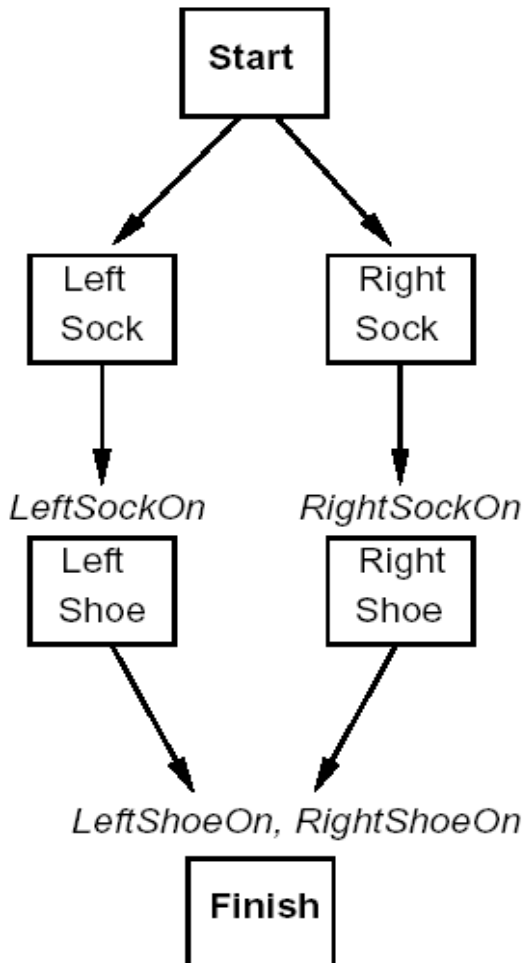 Start
Left
Sock
Right
Sock
LeftSockOn
RightSockOn
Left
Shoe
Right
Shoe
LeftShoeOn, RightShoeOn
Finish